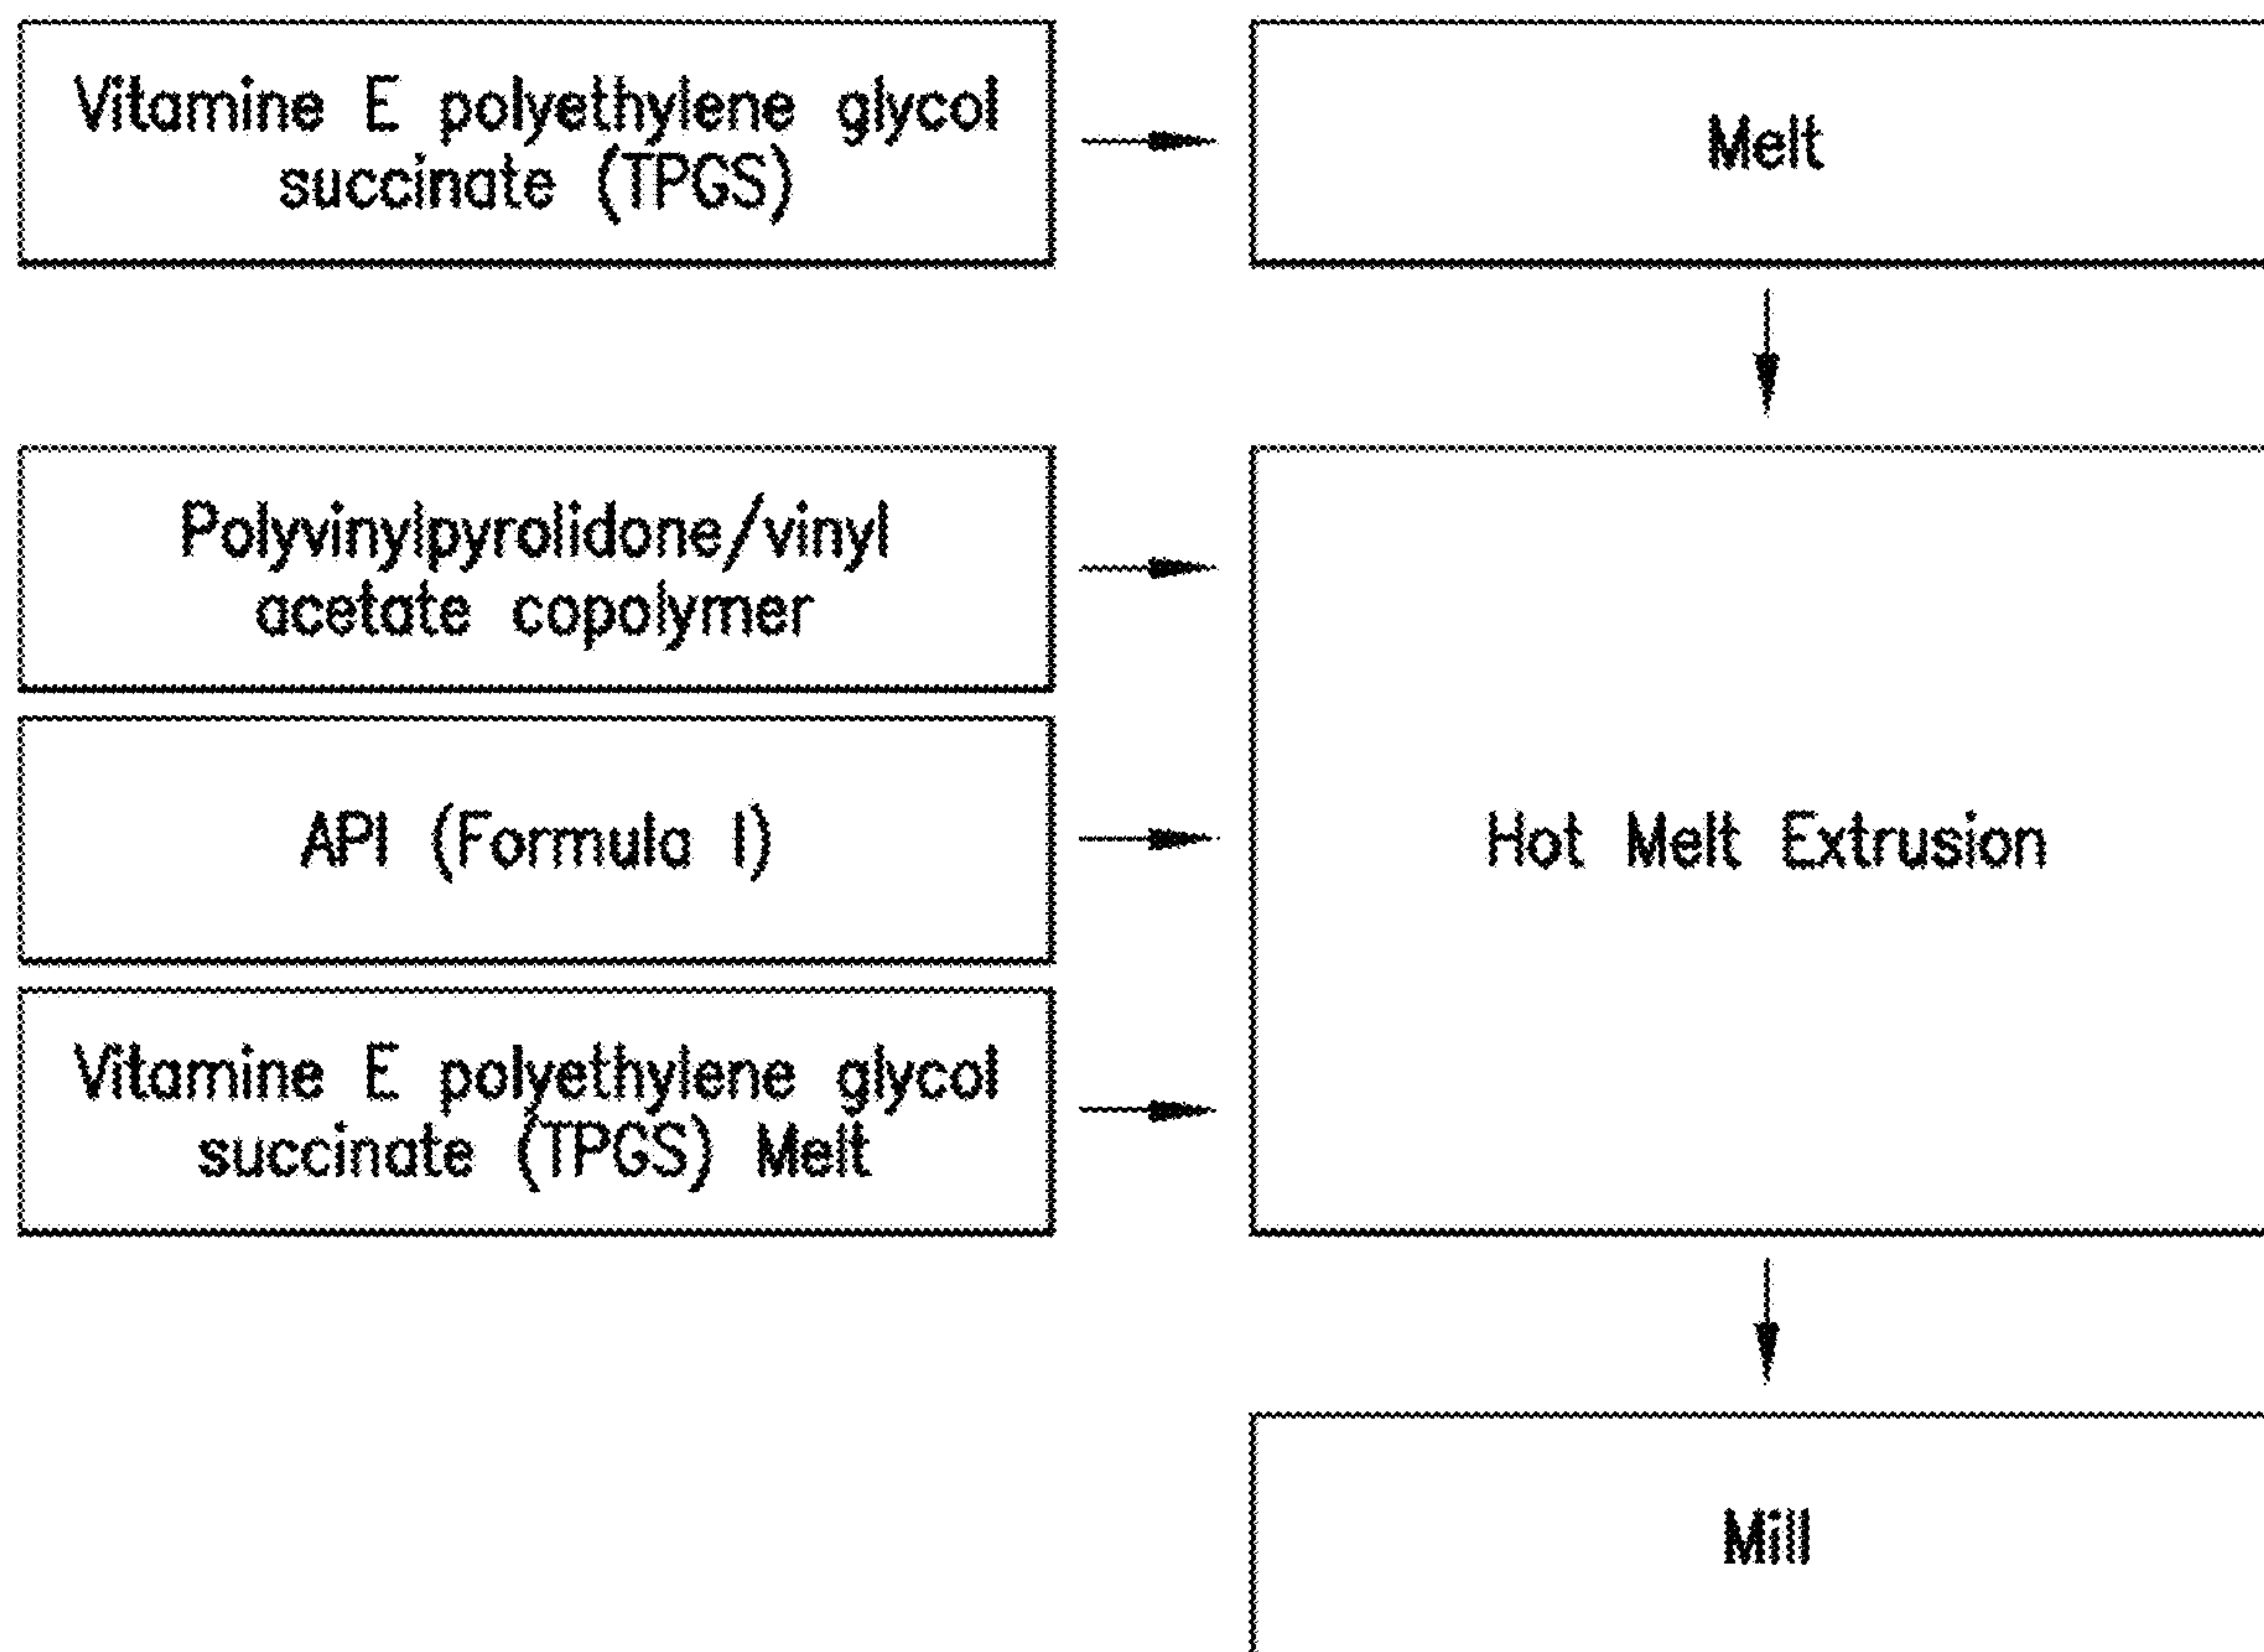 Vitamine E polyethylene glycol
succinate (TPGS)
Melt
Polyvinylpyrolidone/vinyl
acetate copolymer
API (Formula I)
Hot Melt Extrusion
Vitamine E polyethylene glycol
succinate (TPGS) Melt
Mill